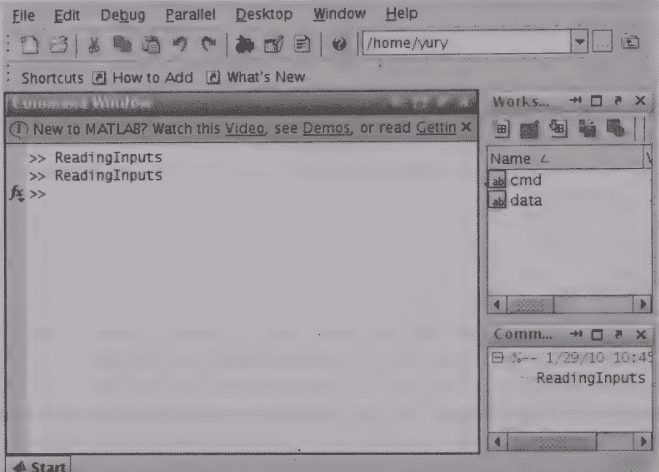 File Edit Debug Parallel Desktop Window Help
/home/yury
Shortcuts How to Add What's New
Command Window
New to MATLAB? Watch this Video, see Demos, or read Gettin
>> ReadingInputs
>> ReadingInputs
fx >>
Works...
Name
cmd
data
Comm...
%-- 1/29/10 10:45
ReadingInputs
Start